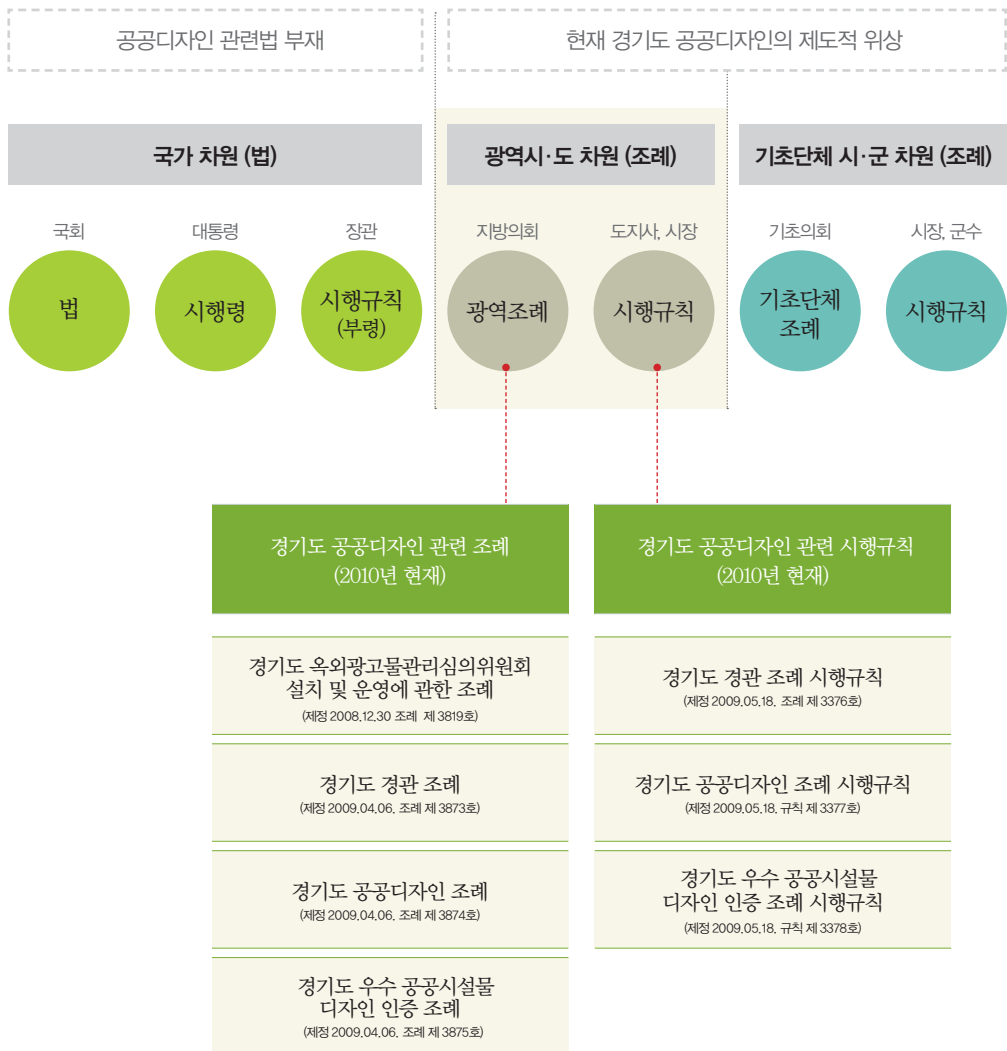 공공디자인 관련법 부재
현재 경기도 공공디자인의 제도적 위상
국가 차원 (법)
광역시·도 차원 (조례)
기초단체 시·군 차원 (조례)
국회
대통령
장관
지방의회
도지사, 시장
기초의회
시장, 군수
법
시행령
시행규칙
(부령)
광역조례
시행규칙
기초단체
조례
시행규칙
경기도 공공디자인 관련 조례
(2010년 현재)
경기도 옥외광고물관리심의위원회
설치 및 운영에 관한 조례
(제정 2008.12.30 조례 제 3819호)
경기도 경관 조례
(제정 2009.04.06. 조례 제 3873호)
경기도 공공디자인 조례
(제정 2009.04.06. 조례 제 3874호)
경기도 우수 공공시설물
디자인 인증 조례
(제정 2009.04.06. 조례 제 3875호)
경기도 공공디자인 관련 시행규칙
(2010년 현재)
경기도 경관 조례 시행규칙
(제정 2009.05.18. 조례 제 3376호)
경기도 공공디자인 조례 시행규칙
(제정 2009.05.18. 규칙 제 3377호)
경기도 우수 공공시설물
디자인 인증 조례 시행규칙
(제정 2009.05.18. 규칙 제 3378호)